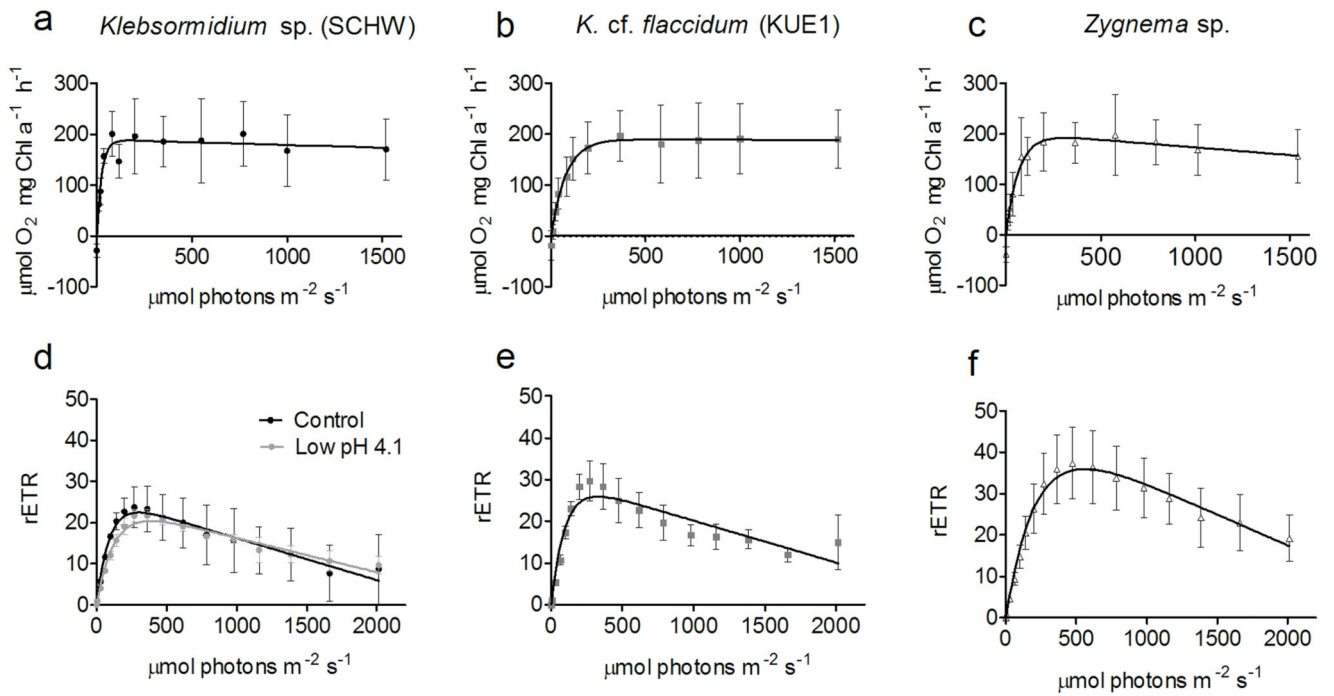 a Klebsormidium sp. (SCHW)
b K. cf. flaccidum (KUE1)
c Zygnema sp.
μmol O2 mg Chl a-1 h-1
300
200
100
0
-100
500 1000 1500
μmol photons m-2 s-1
μmol O2 mg Chl a-1 h-1
300
200
100
0
-100
500 1000 1500
μmol photons m-2 s-1
μmol O2 mg Chl a-1 h-1
300
200
100
0
-100
500 1000 1500
μmol photons m-2 s-1
d
rETR
50
40
30
20
10
0
Control
Low pH 4.1
0 500 1000 1500 2000
μmol photons m-2 s-1
e
rETR
50
40
30
20
10
0
0 500 1000 1500 2000
μmol photons m-2 s-1
f
rETR
50
40
30
20
10
0
0 500 1000 1500 2000
μmol photons m-2 s-1